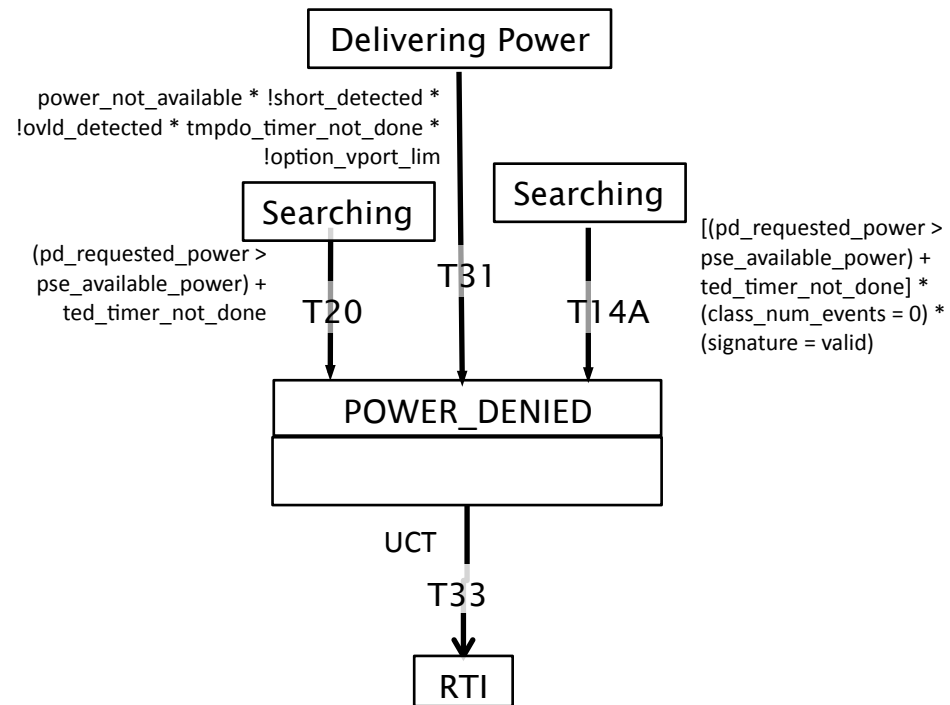 Delivering Power
power_not_available * !short_detected *
!ovld_detected * tmpdo_timer_not_done *
!option_vport_lim
Searching
Searching
(pd_requested_power >
pse_available_power) +
ted_timer_not_done
[(pd_requested_power >
pse_available_power) +
ted_timer_not_done] *
(class_num_events = 0) *
(signature = valid)
T20
T31
T14A
POWER_DENIED
UCT
T33
RTI